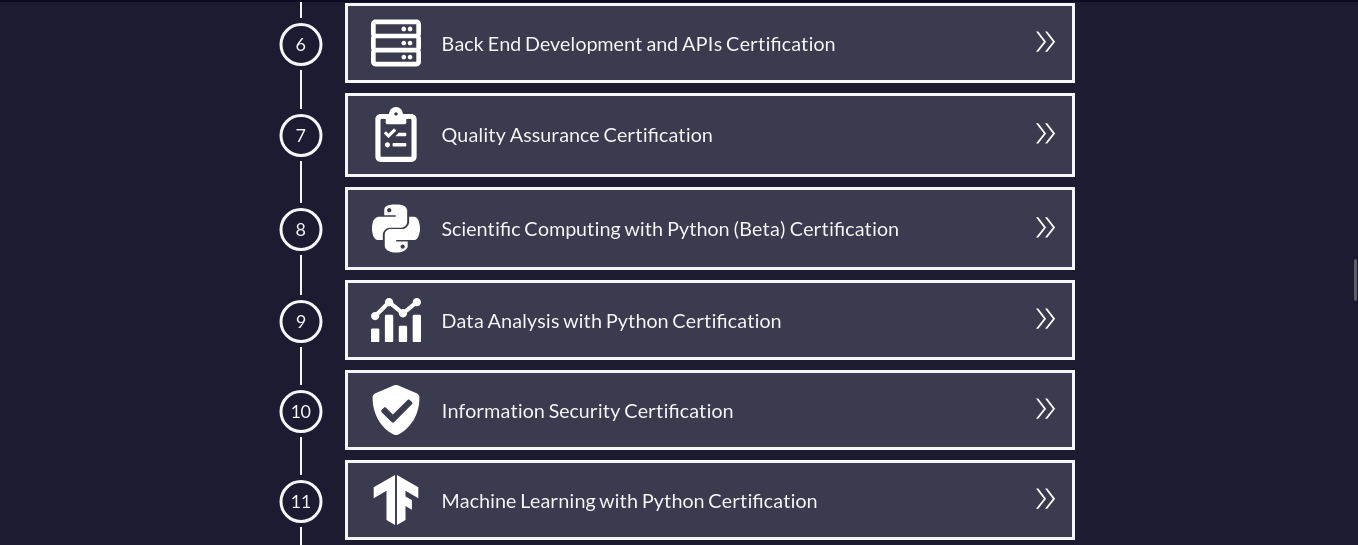 6
Back End Development and APIs Certification
7
Quality Assurance Certification
8
Scientific Computing with Python (Beta) Certification
9
Data Analysis with Python Certification
10
Information Security Certification
11
Machine Learning with Python Certification